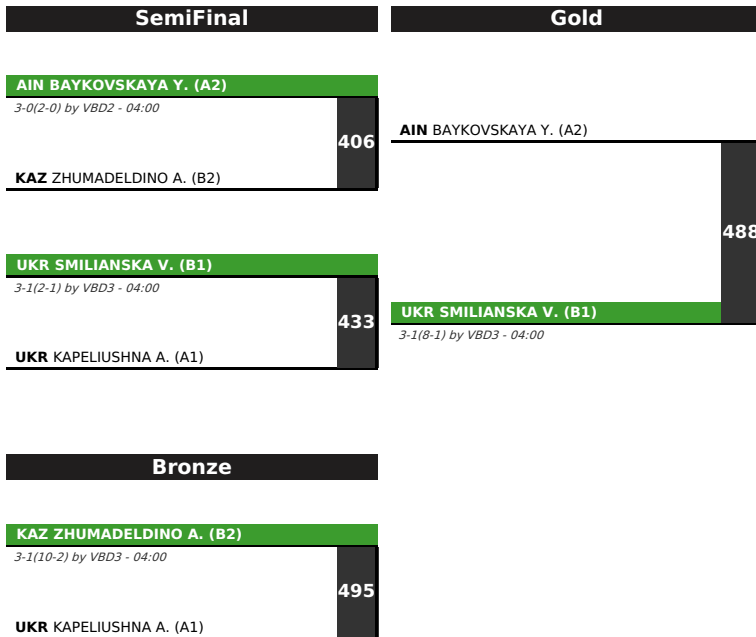 SemiFinal
Gold
AIN BAYKOVSKAYA Y. (A2)
3-0(2-0) by VBD2 - 04:00
406
KAZ ZHUMADELDINO A. (B2)
AIN BAYKOVSKAYA Y. (A2)
488
UKR SMILIANSKA V. (B1)
3-1(2-1) by VBD3 - 04:00
433
UKR KAPELIUSHNA A. (A1)
UKR SMILIANSKA V. (B1)
3-1(8-1) by VBD3 - 04:00
Bronze
KAZ ZHUMADELDINO A. (B2)
3-1(10-2) by VBD3 - 04:00
495
UKR KAPELIUSHNA A. (A1)